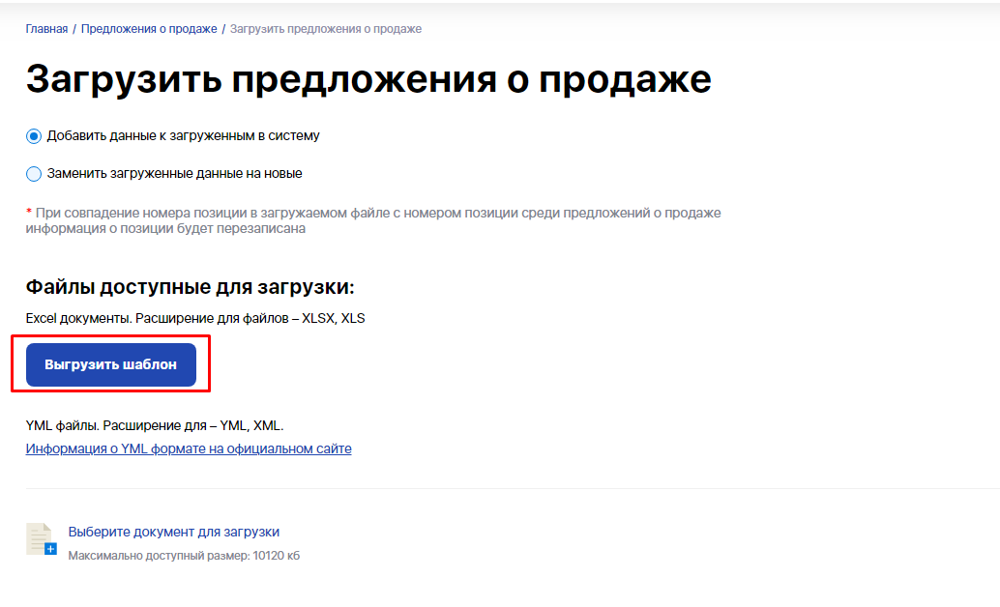 Главная / Предложения о продаже / Загрузить предложения о продаже
Загрузить предложения о продаже
Добавить данные к загруженным в систему
Заменить загруженные данные на новые
* При совпадение номера позиции в загружаемом файле с номером позиции среди предложений о продаже
информация о позиции будет перезаписана
Файлы доступные для загрузки:
Excel документы. Расширение для файлов – XLSX, XLS
Выгрузить шаблон
YML файлы. Расширение для – YML, XML.
Информация о YML формате на официальном сайте
Выберите документ для загрузки
Максимально доступный размер: 10120 кб